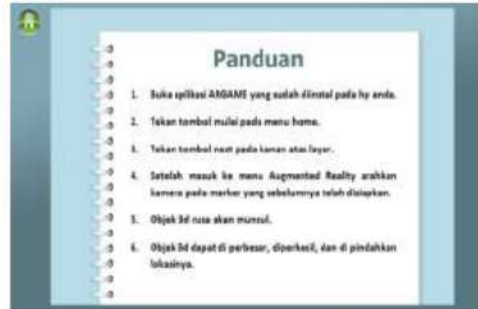 Panduan
1. Buka aplikasi ARGAME yang sudah diinstal pada hp anda.
2. Tekan tombol mulai pada menu home.
3. Tekan tombol next pada kanan atas layar.
4. Setelah masuk ke menu Augmented Reality arahkan
kamera pada marker yang sebelumnya telah disiapkan.
5. Objek 3d rusa akan muncul.
6. Objek 3d dapat di perbesar, diperkecil, dan di pindahkan
lokasinya.